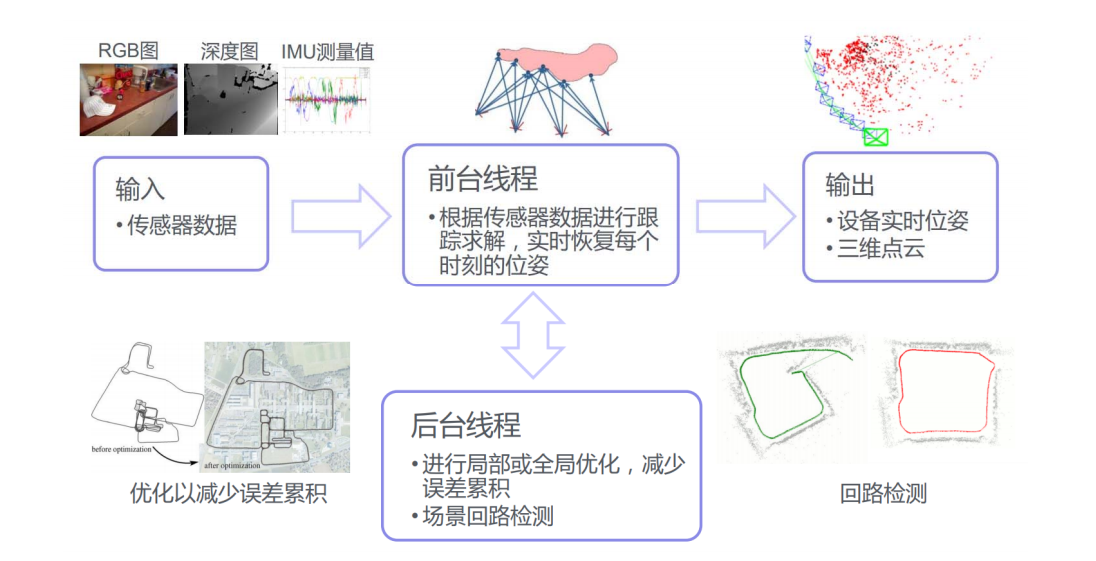 RGB图
深度图
IMU测量值
输入
•传感器数据
前台线程
•根据传感器数据进行跟
踪求解，实时恢复每个
时刻的位姿
输出
•设备实时位姿
•三维点云
before optimization
after optimization
优化以减少误差累积
后台线程
•进行局部或全局优化，减少
误差累积
•场景回路检测
回路检测